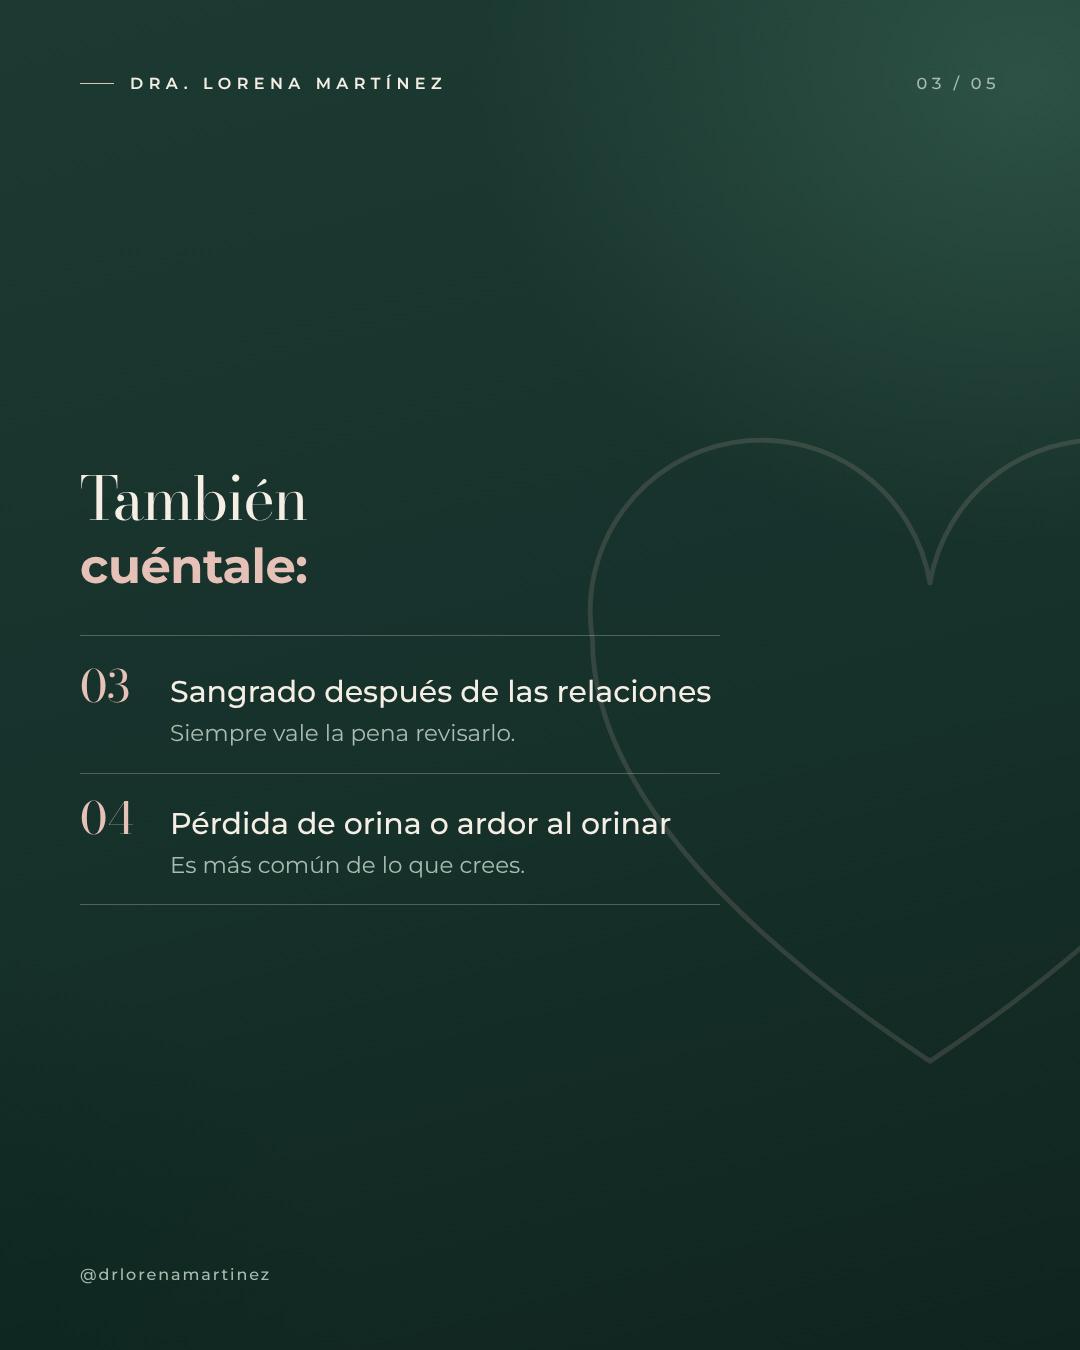 DRA. LORENA MARTÍNEZ
03 / 05
También
cuéntale:
03 Sangrado después de las relaciones
Siempre vale la pena revisarlo.
04 Pérdida de orina o ardor al orinar
Es más común de lo que crees.
@drlorenamartinez